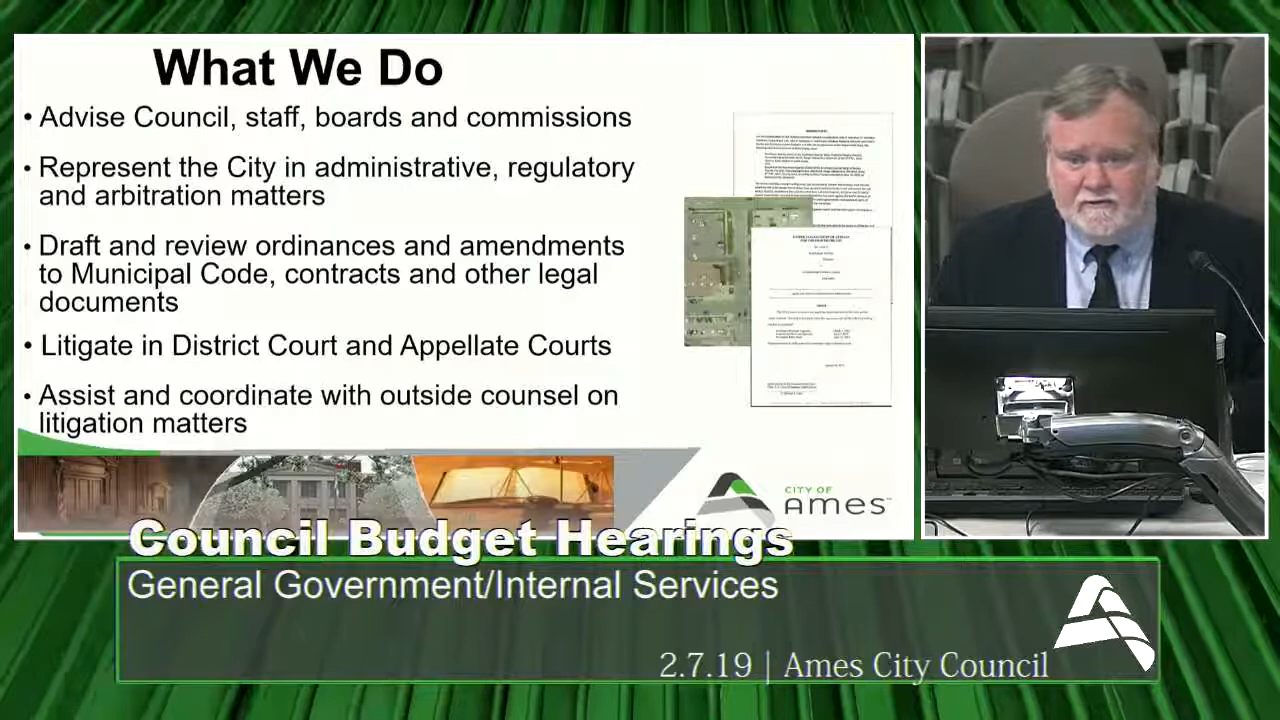 What We Do
• Advise Council, staff, boards and commissions
• Represent the City in administrative, regulatory
and arbitration matters
• Draft and review ordinances and amendments
to Municipal Code, contracts and other legal
documents
• Litigate in District Court and Appellate Courts
• Assist and coordinate with outside counsel on
litigation matters
CITY OF
AMES™
Council Budget Hearings
General Government/Internal Services
2.7.19 | Ames City Council